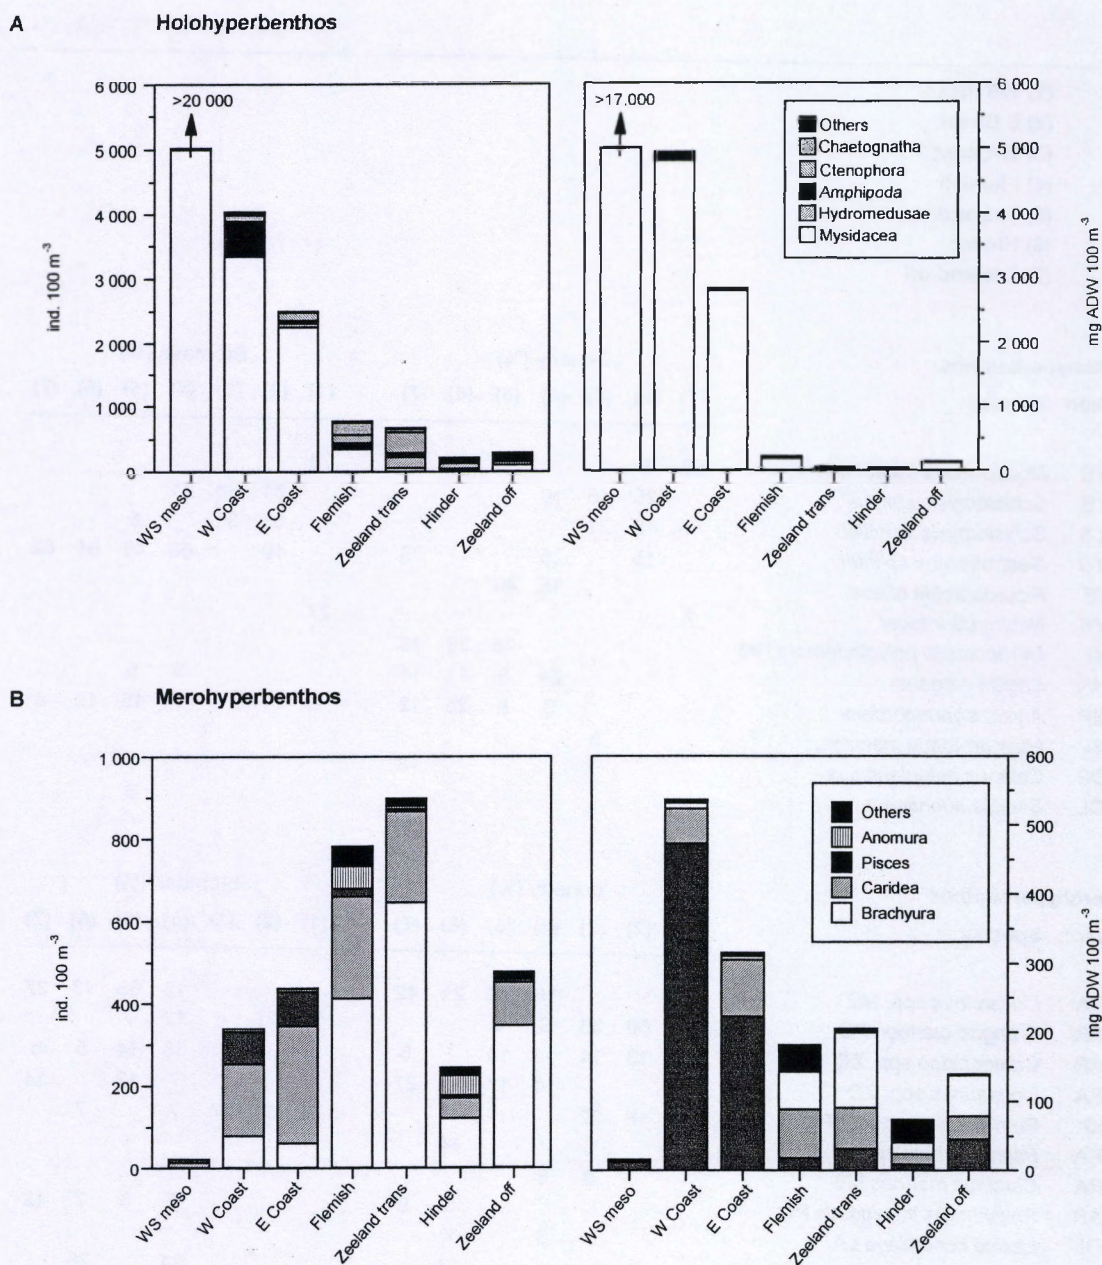 A Holohyperbenthos
6 000
5 000
4 000
3 000
2 000
1 000
0
ind. 100 m⁻³
>20 000
WS meso
W Coast
E Coast
Flemish
Zeeland trans
Hinder
Zeeland off
>17.000
Others
Chaetognatha
Ctenophora
Amphipoda
Hydromedusae
Mysidacea
6 000
5 000
4 000
3 000
2 000
1 000
0
mg ADW 100 m⁻³
WS meso
W Coast
E Coast
Flemish
Zeeland trans
Hinder
Zeeland off
B Merohyperbenthos
1 000
800
600
400
200
0
ind. 100 m⁻³
WS meso
W Coast
E Coast
Flemish
Zeeland trans
Hinder
Zeeland off
Others
Anomura
Pisces
Caridea
Brachyura
600
500
400
300
200
100
0
mg ADW 100 m⁻³
WS meso
W Coast
E Coast
Flemish
Zeeland trans
Hinder
Zeeland off